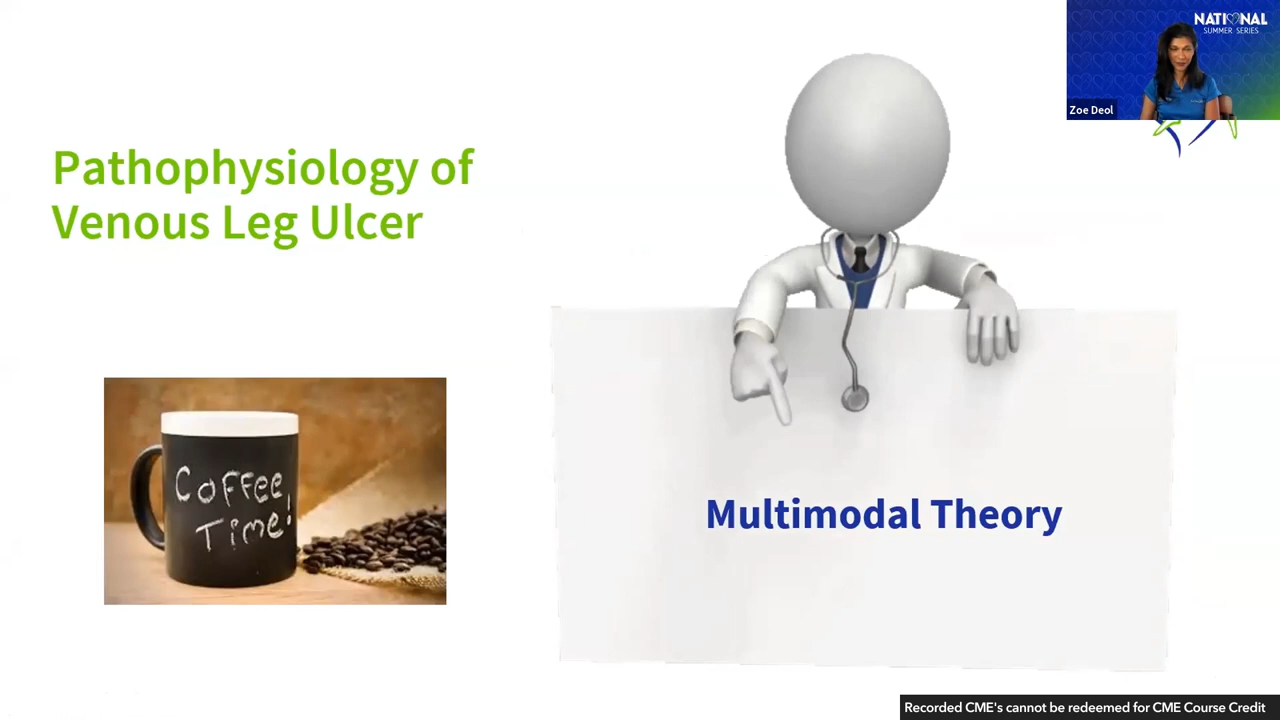 NATIONAL
SUMMER SERIES
Zoe Deol
Pathophysiology of
Venous Leg Ulcer
Coffee
Time!
Multimodal Theory
Recorded CME's cannot be redeemed for CME Course Credit